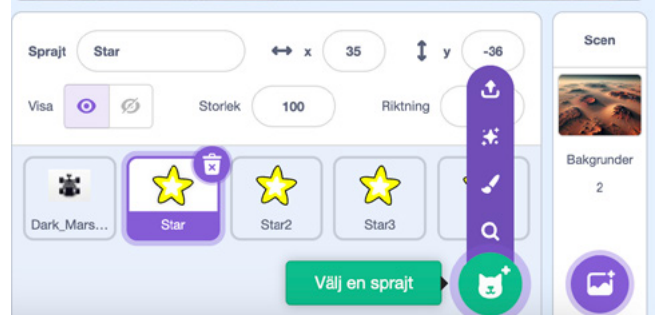 Sprajt Star x 35 y -36
Scen
Visa Storlek 100 Riktning
Bakgrunder
2
Dark_Mars... Star Star2 Star3
Välj en sprajt